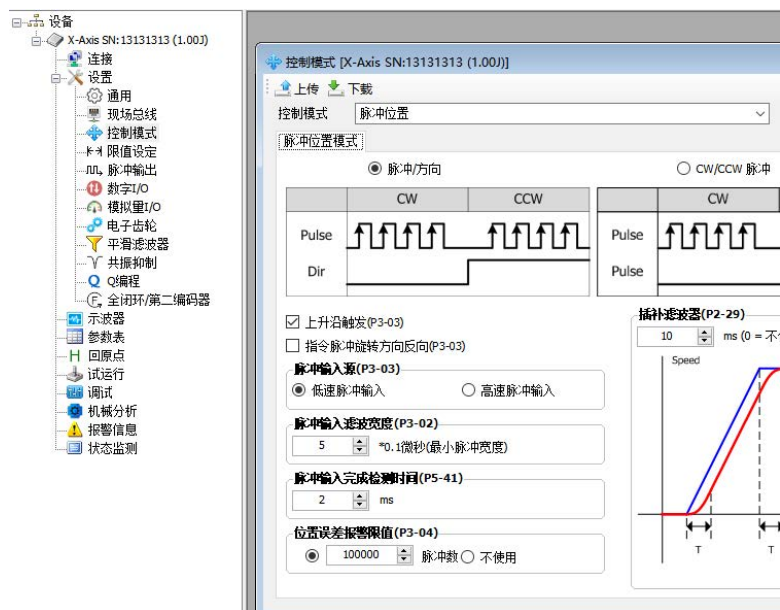 设备
X-Axis SN:13131313 (1.00J)
连接
设置
通用
现场总线
控制模式
限值设定
脉冲输出
数字I/O
模拟量I/O
电子齿轮
平滑滤波器
共振抑制
Q Q编程
全闭环/第二编码器
示波器
参数表
H 回原点
试运行
调试
机械分析
报警信息
状态监测
控制模式 [X-Axis SN:13131313 (1.00J)]
上传 下载
控制模式 脉冲位置
脉冲位置模式
脉冲/方向
CW CCW
Pulse
Dir
CW/CCW 脉冲
CW
Pulse
Pulse
上升沿触发(P3-03)
指令脉冲旋转方向反向(P3-03)
脉冲输入源(P3-03)
低速脉冲输入 高速脉冲输入
脉冲输入滤波宽度(P3-02)
5 *0.1微秒(最小脉冲宽度)
脉冲输入完成检测时间(P5-41)
2 ms
位置误差报警限值(P3-04)
100000 脉冲数 不使用
插补滤波器(P2-29)
10 ms (0 = 不
Speed
T T